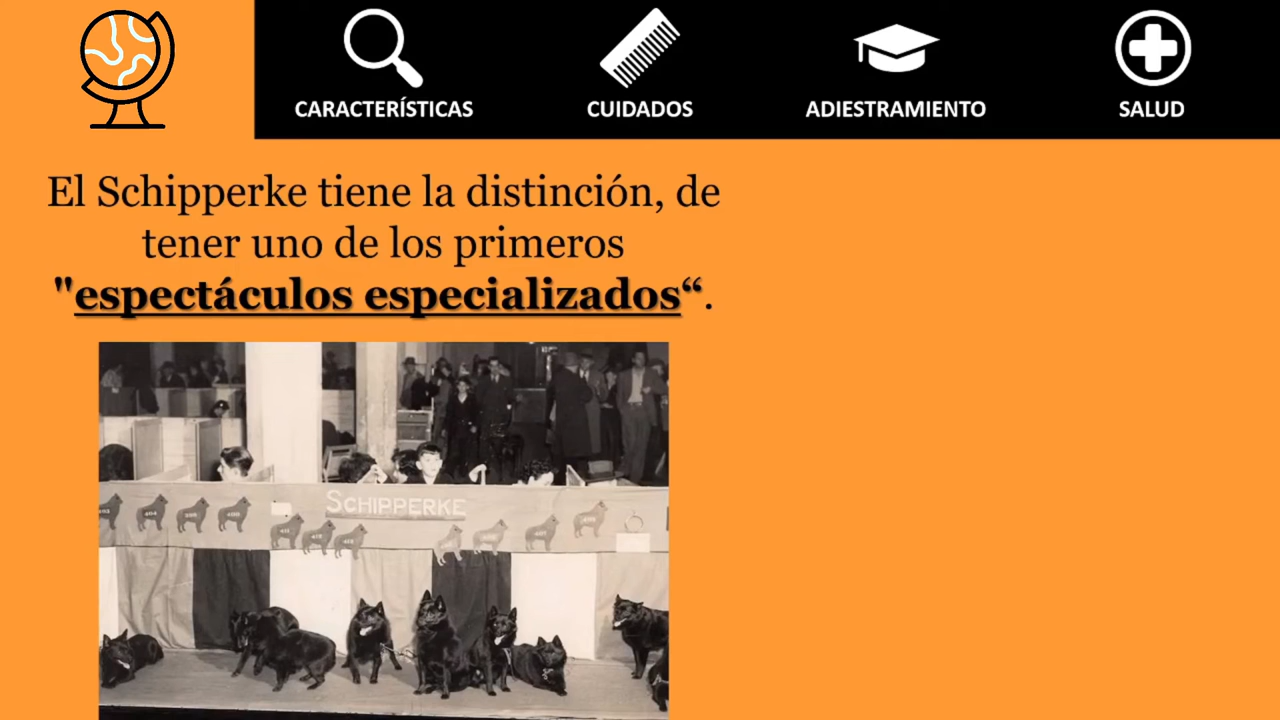 CARACTERÍSTICAS
CUIDADOS
ADIESTRAMIENTO
SALUD
El Schipperke tiene la distinción, de
tener uno de los primeros
"espectáculos especializados“.
SCHIPPERKE